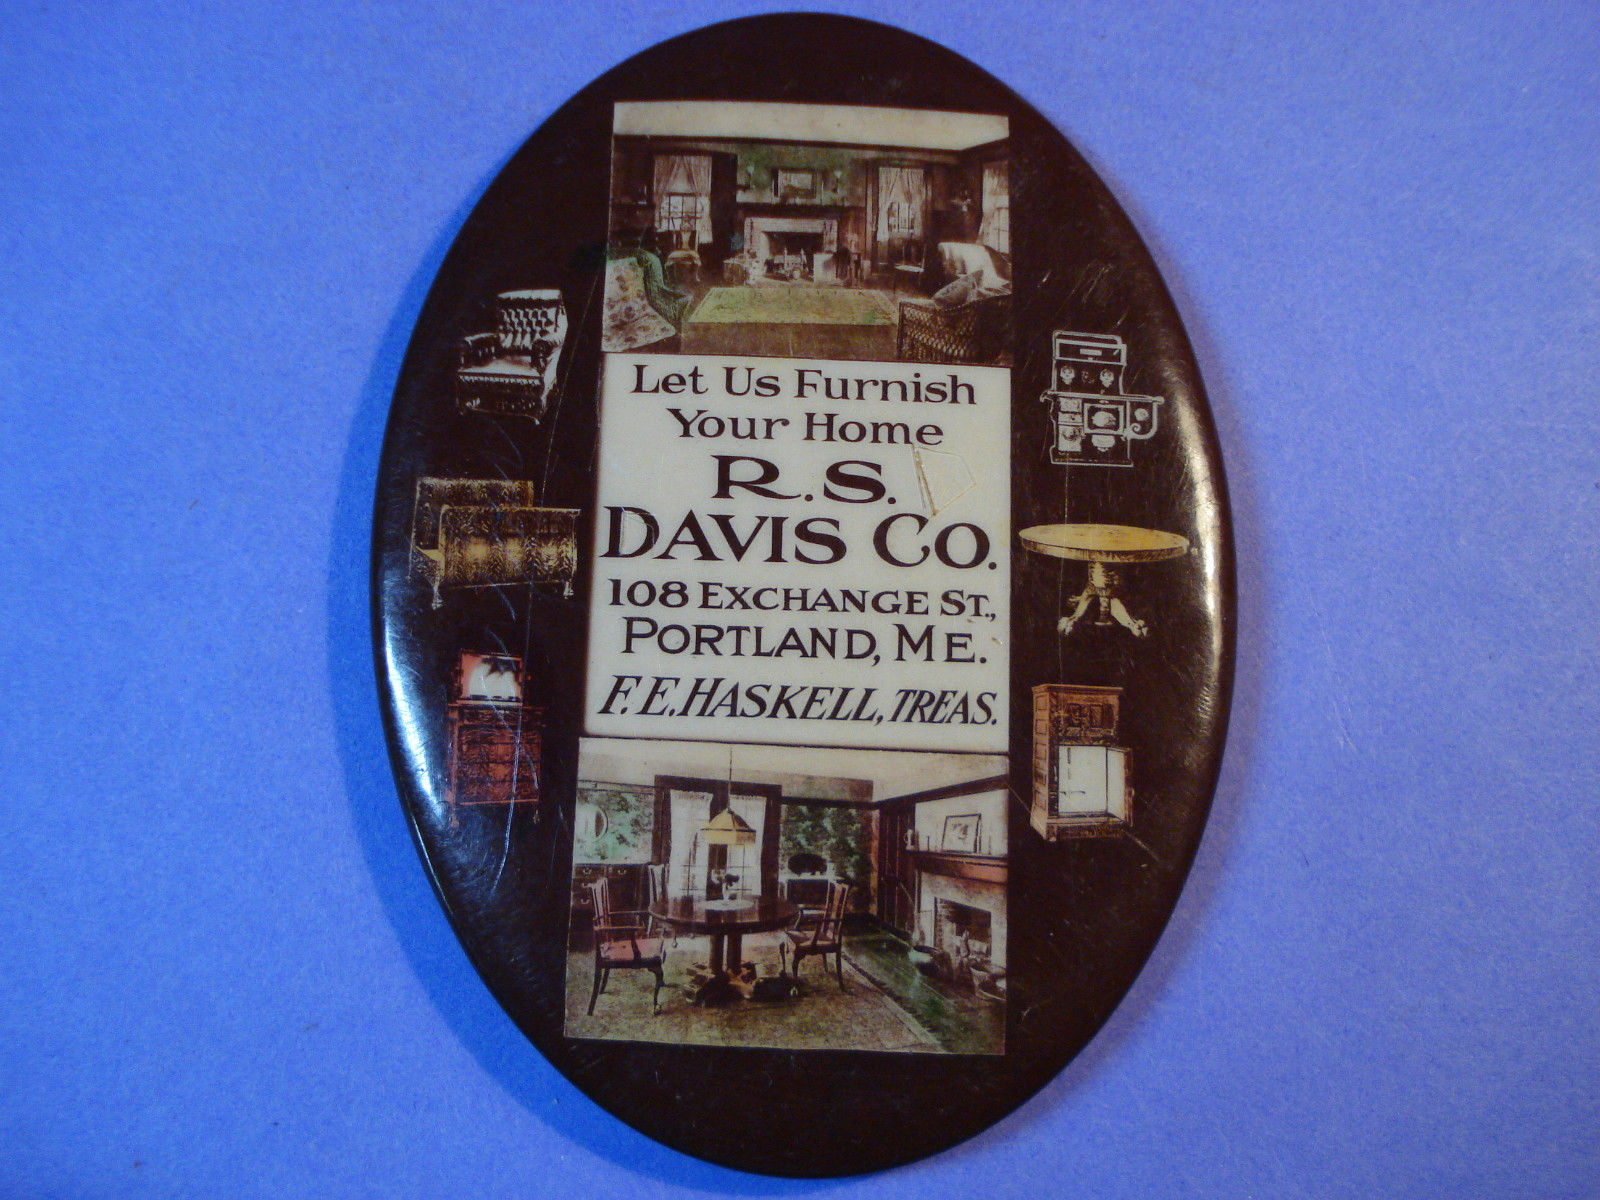 Let Us Furnish
Your Home
R.S.
DAVIS CO.
108 EXCHANGE ST.,
PORTLAND, ME.
F.E. HASKELL, TREAS.